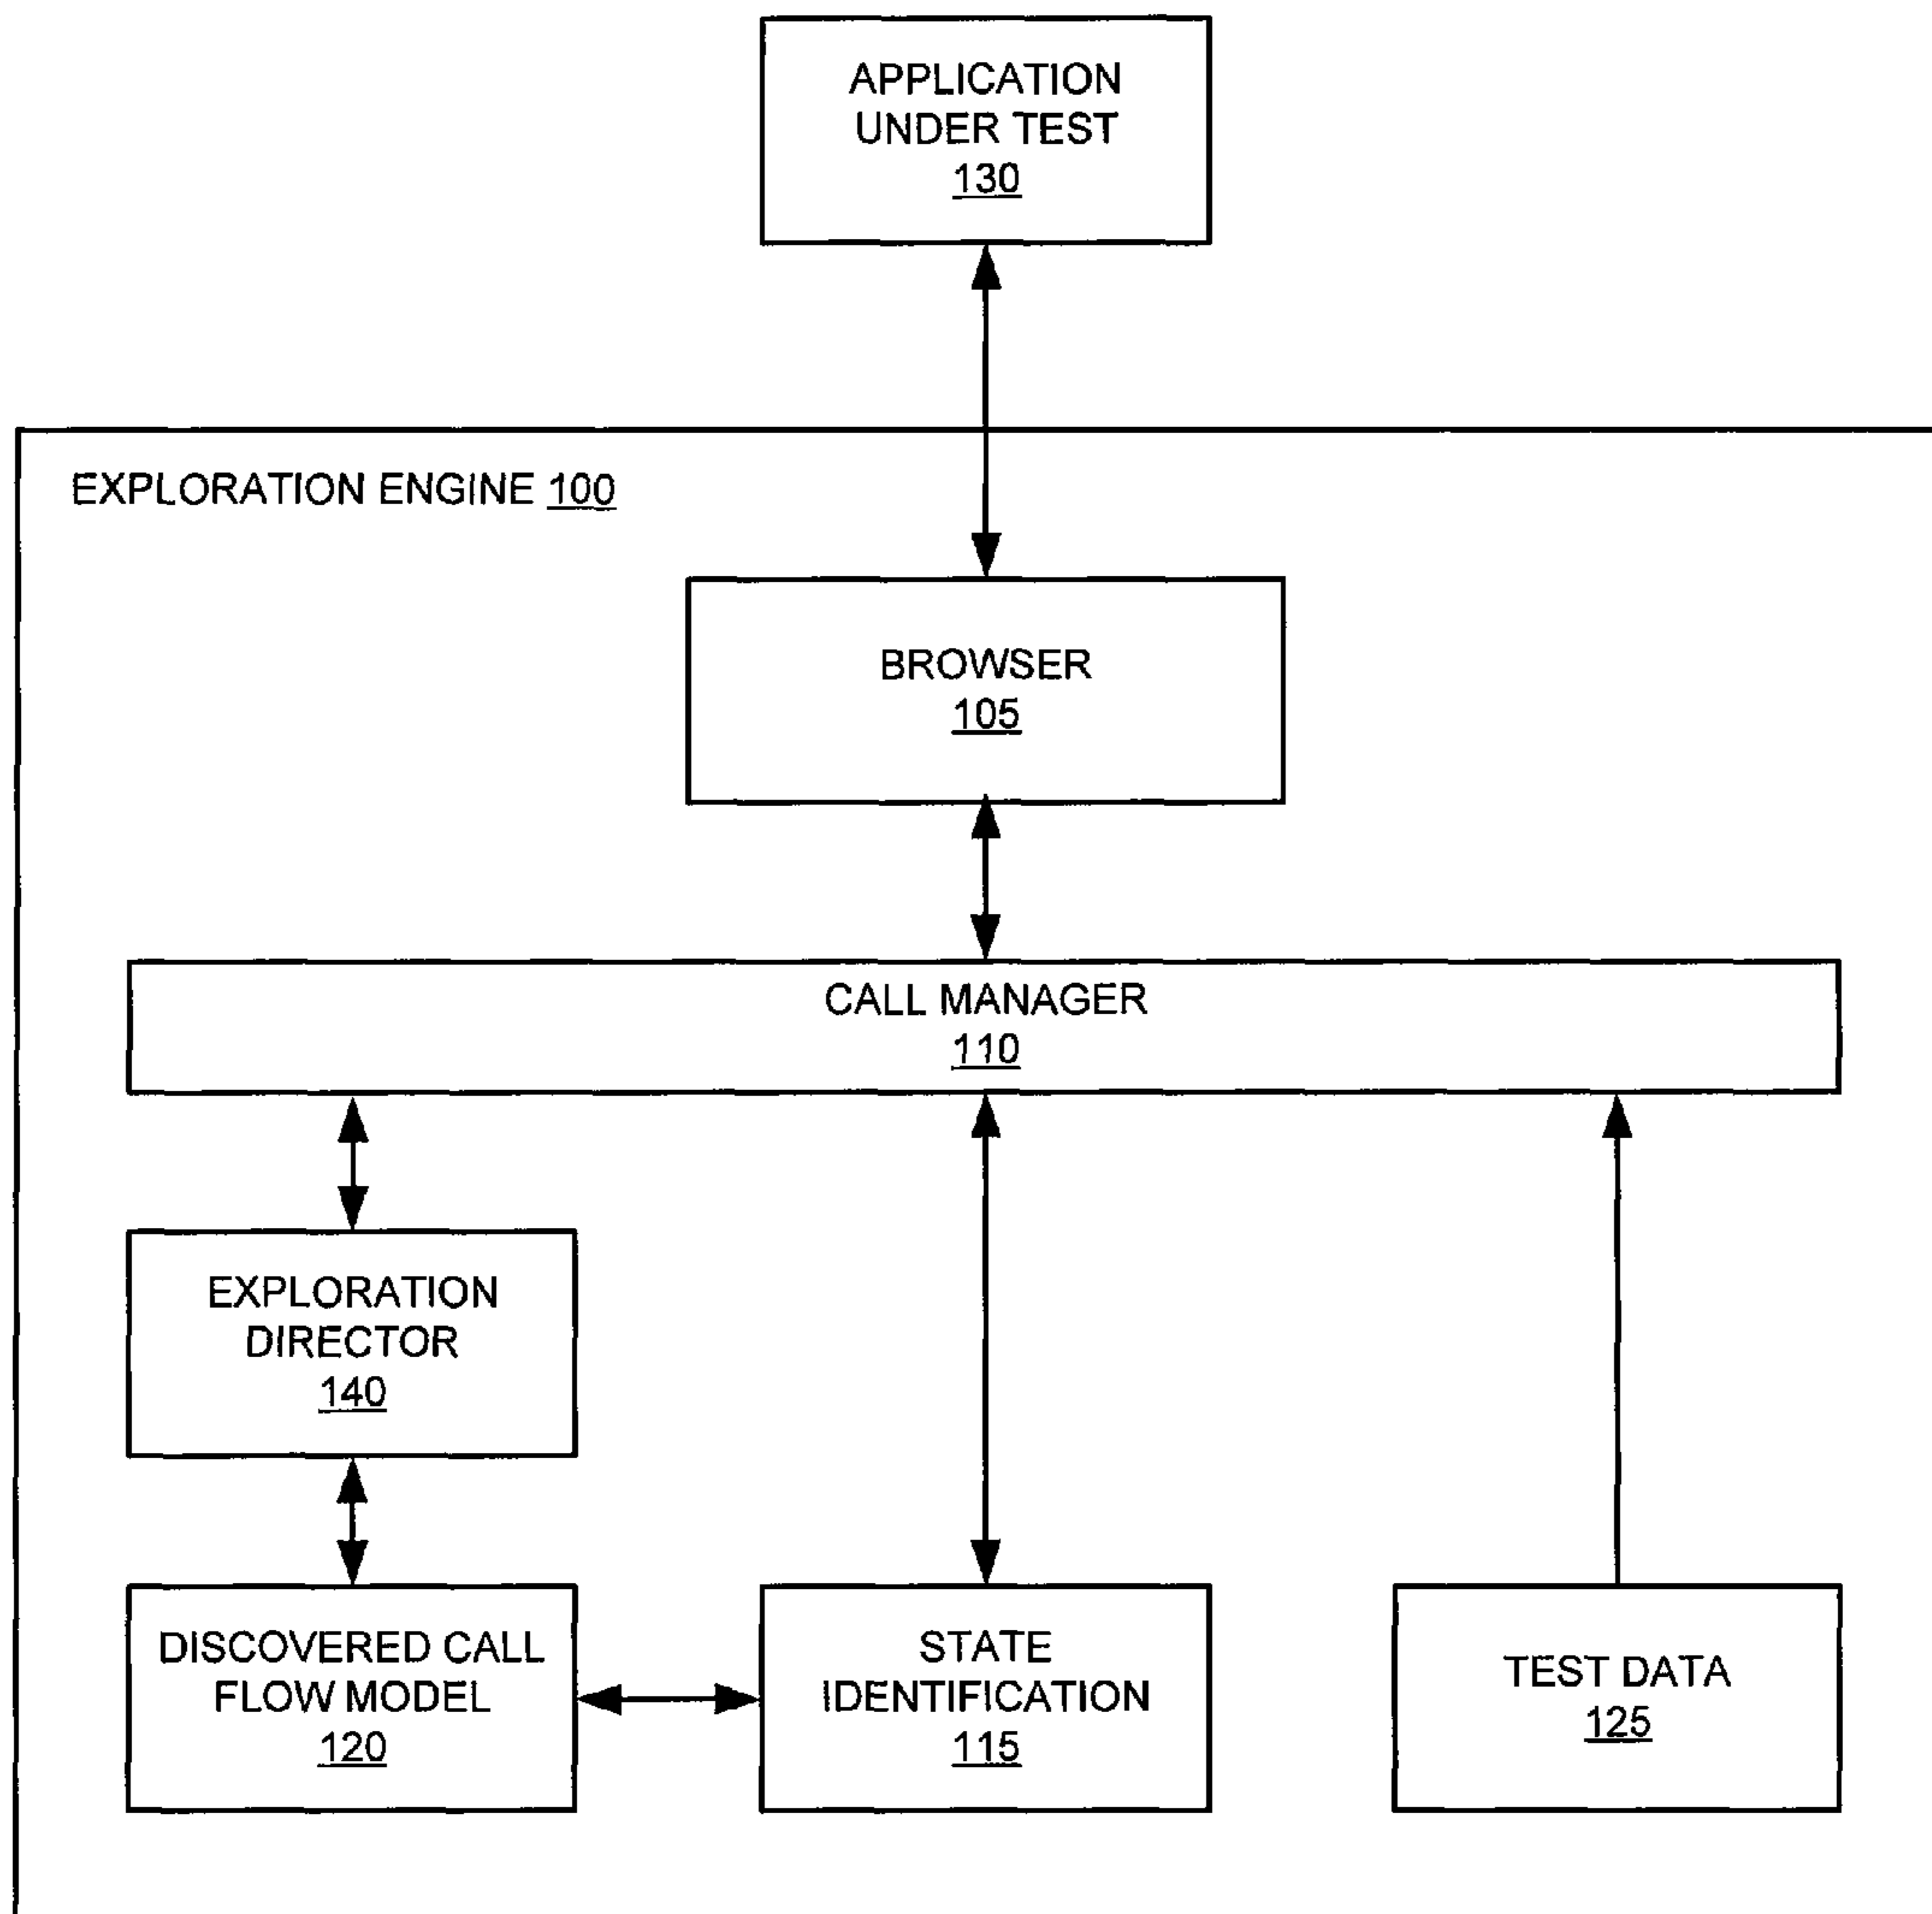 APPLICATION
UNDER TEST
130
EXPLORATION ENGINE 100
BROWSER
105
CALL MANAGER
110
EXPLORATION
DIRECTOR
140
DISCOVERED CALL
FLOW MODEL
120
STATE
IDENTIFICATION
115
TEST DATA
125